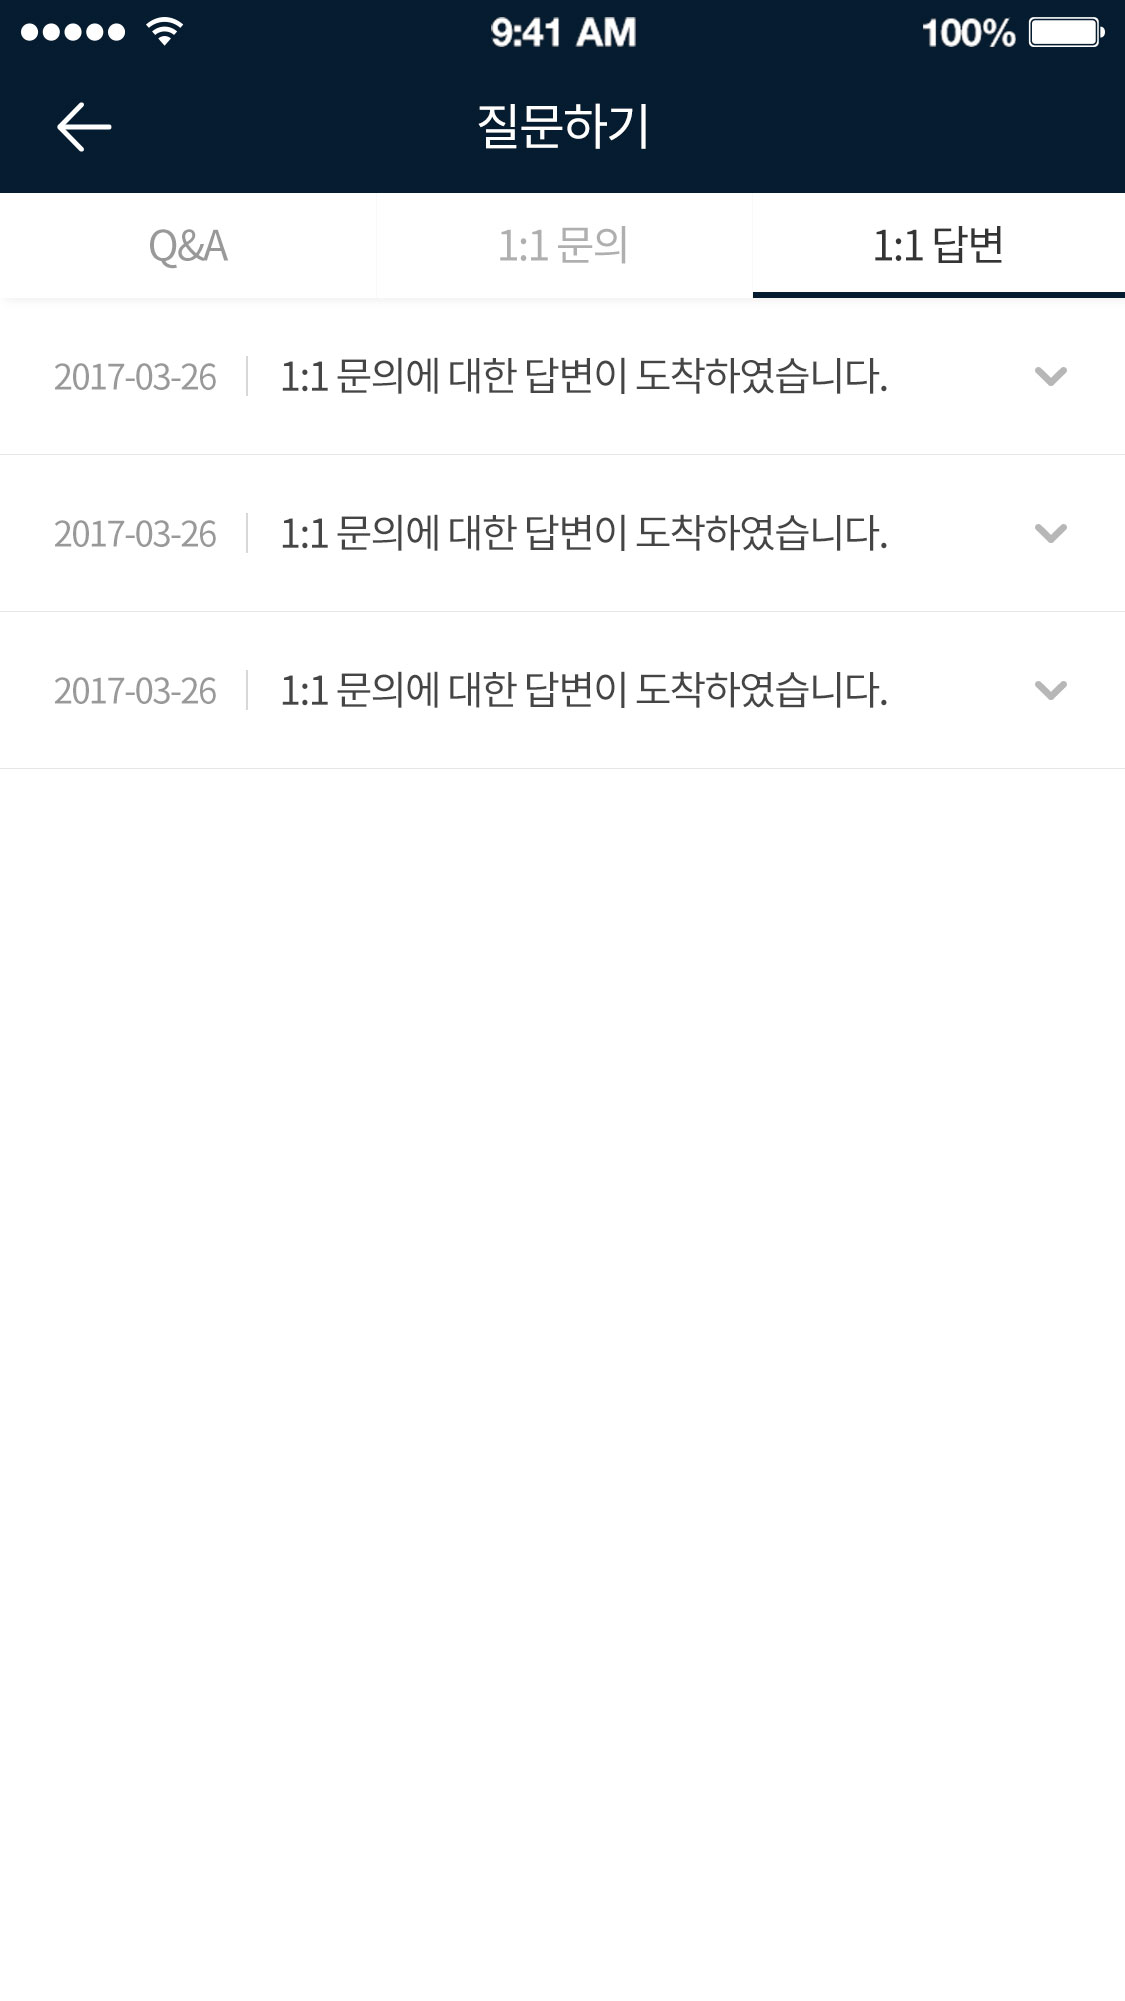 9:41 AM 100%
질문하기
Q&A 1:1 문의 1:1 답변
2017-03-26 1:1 문의에 대한 답변이 도착하였습니다.
2017-03-26 1:1 문의에 대한 답변이 도착하였습니다.
2017-03-26 1:1 문의에 대한 답변이 도착하였습니다.